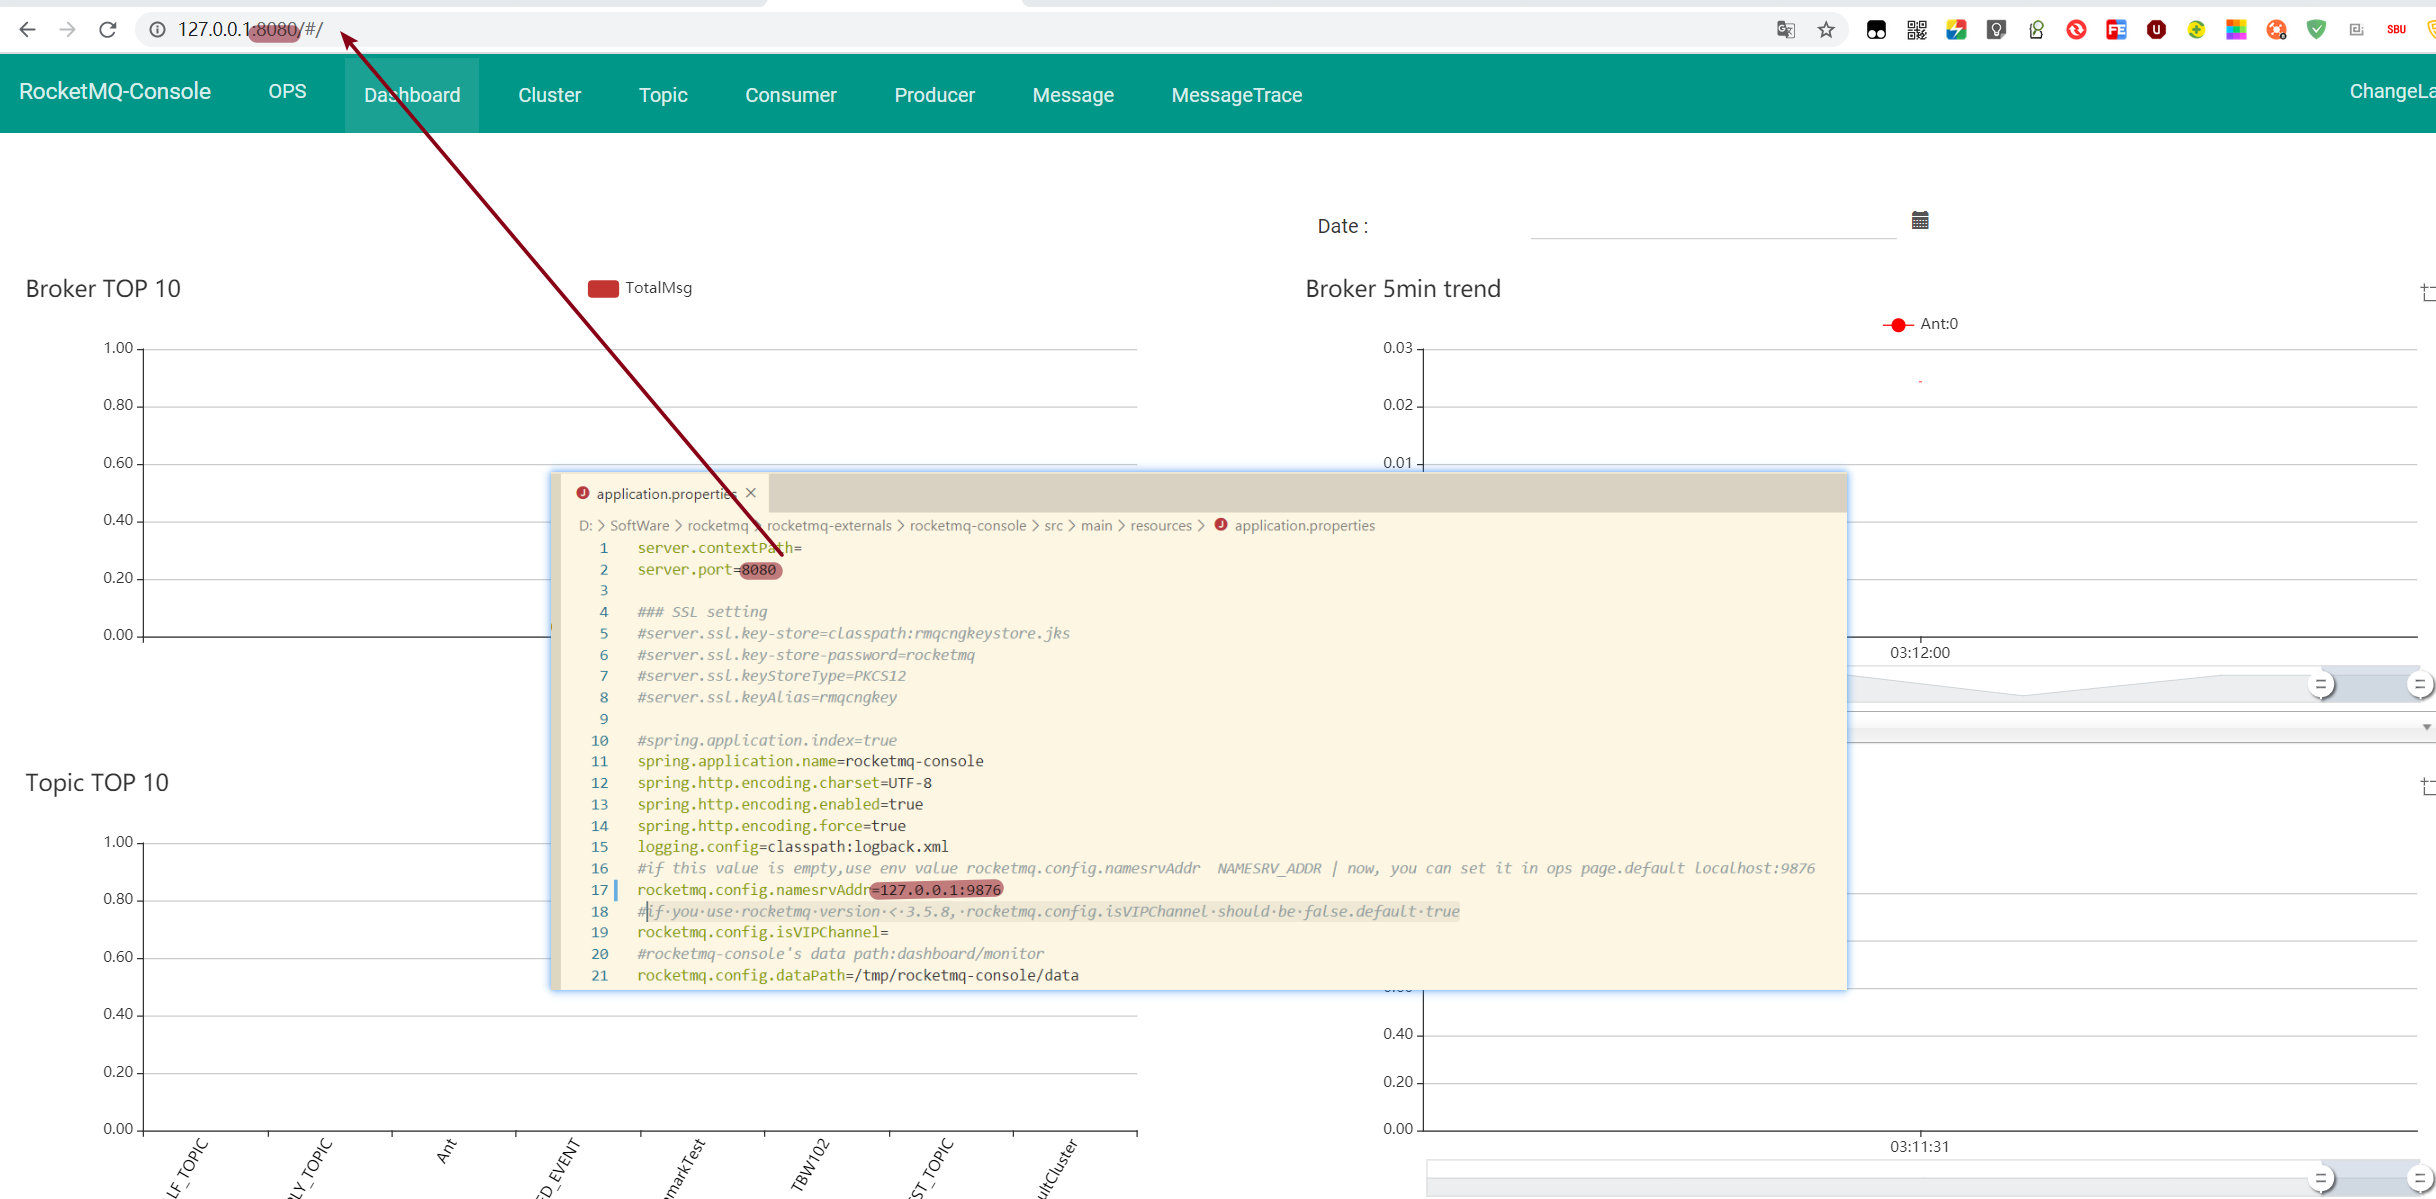 127.0.0.1:8080/#/
SBU
RocketMQ-Console OPS Dashboard Cluster Topic Consumer Producer Message MessageTrace ChangeLa
Date :
Broker TOP 10
TotalMsg
1.00
0.80
0.60
0.40
0.20
0.00
Broker 5min trend
Ant:0
0.03
0.02
0.01
03:12:00
application.properties
D: > SoftWare > rocketmq > rocketmq-externals > rocketmq-console > src > main > resources > application.properties
1 server.contextPath=
2 server.port=8080
3
4 ### SSL setting
5 #server.ssl.key-store=classpath:rmqcngkeystore.jks
6 #server.ssl.key-store-password=rocketmq
7 #server.ssl.keyStoreType=PKCS12
8 #server.ssl.keyAlias=rmqcngkey
9
10 #spring.application.index=true
11 spring.application.name=rocketmq-console
12 spring.http.encoding.charset=UTF-8
13 spring.http.encoding.enabled=true
14 spring.http.encoding.force=true
15 logging.config=classpath:logback.xml
16 #if this value is empty,use env value rocketmq.config.namesrvAddr  NAMESRV_ADDR | now, you can set it in ops page.default localhost:9876
17 rocketmq.config.namesrvAddr=127.0.0.1:9876
18 #if·you·use·rocketmq·version·<·3.5.8,·rocketmq.config.isVIPChannel·should·be·false.default·true
19 rocketmq.config.isVIPChannel=
20 #rocketmq-console's data path:dashboard/monitor
21 rocketmq.config.dataPath=/tmp/rocketmq-console/data
Topic TOP 10
1.00
0.80
0.60
0.40
0.20
0.00
LF_TOPIC
LY_TOPIC
Ant
ED_EVENT
markTest
TBW102
ST_TOPIC
ultCluster
0.40
0.20
0.00
03:11:31